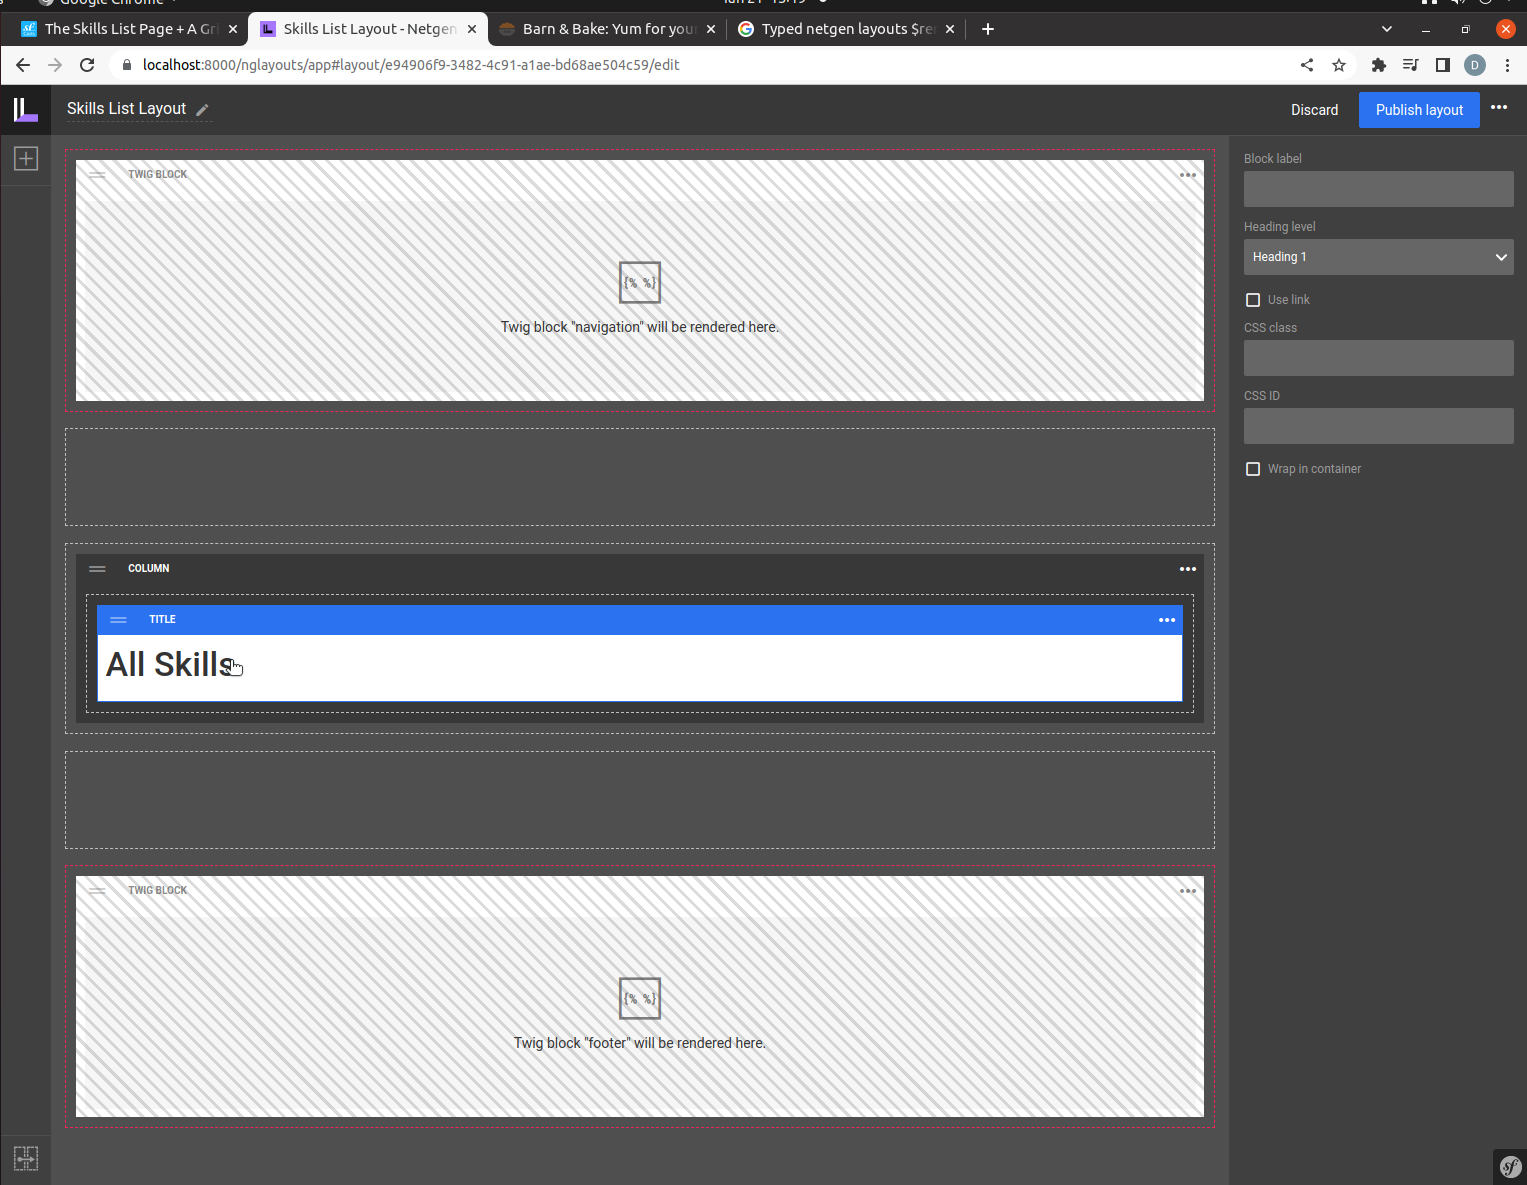 Google Chrome
The Skills List Page + A Gri
Skills List Layout - Netgen
Barn & Bake: Yum for your
Typed netgen layouts $re
localhost:8000/nglayouts/app#layout/e94906f9-3482-4c91-a1ae-bd68ae504c59/edit
D
Skills List Layout
Discard
Publish layout
TWIG BLOCK
{% %}
Twig block "navigation" will be rendered here.
COLUMN
TITLE
All Skills
TWIG BLOCK
{% %}
Twig block "footer" will be rendered here.
Block label
Heading level
Heading 1
Use link
CSS class
CSS ID
Wrap in container
sf